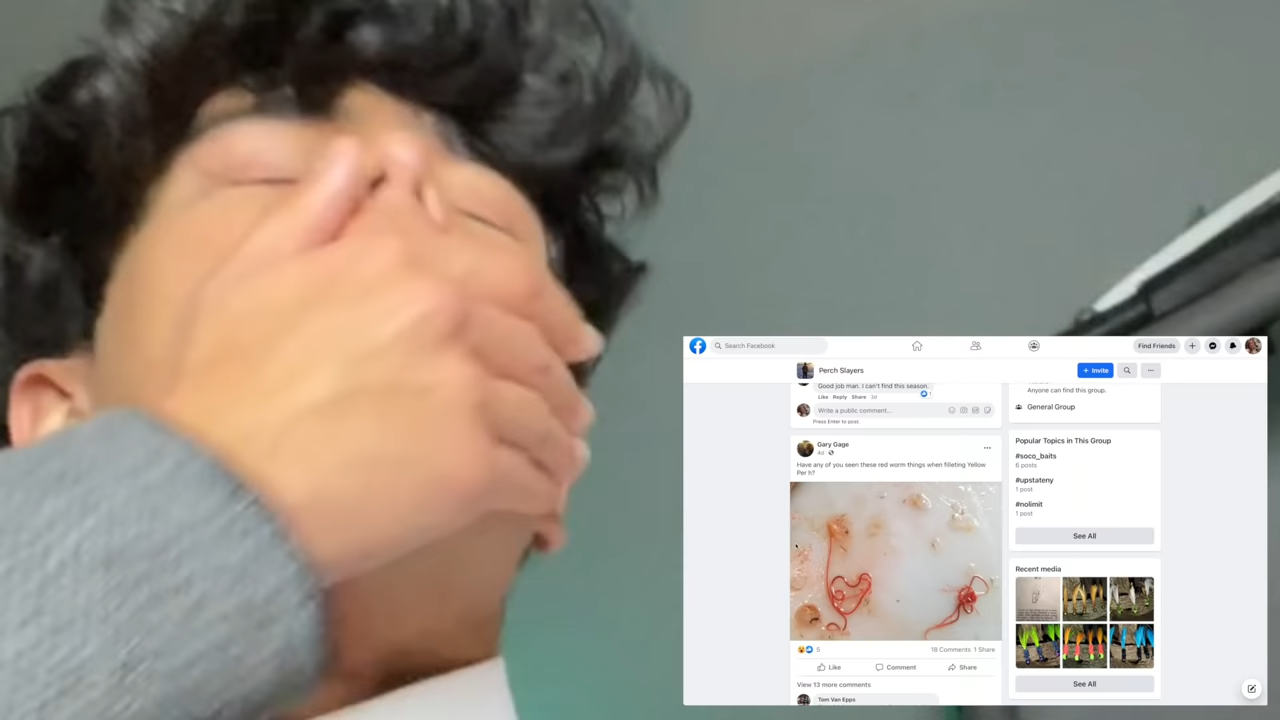 Search Facebook
Find Friends
Perch Slayers
+ Invite
Good job man. I can't find this season.
1
Like Reply Share 3d
Write a public comment...
Press Enter to post.
Gary Gage
4d
Have any of you seen these red worm things when filleting Yellow
Per h?
5
18 Comments 1 Share
Like
Comment
Share
View 13 more comments
Tom Van Epps
Anyone can find this group.
General Group
Popular Topics in This Group
#soco_baits
6 posts
#upstateny
1 post
#nolimit
1 post
See All
Recent media
See All